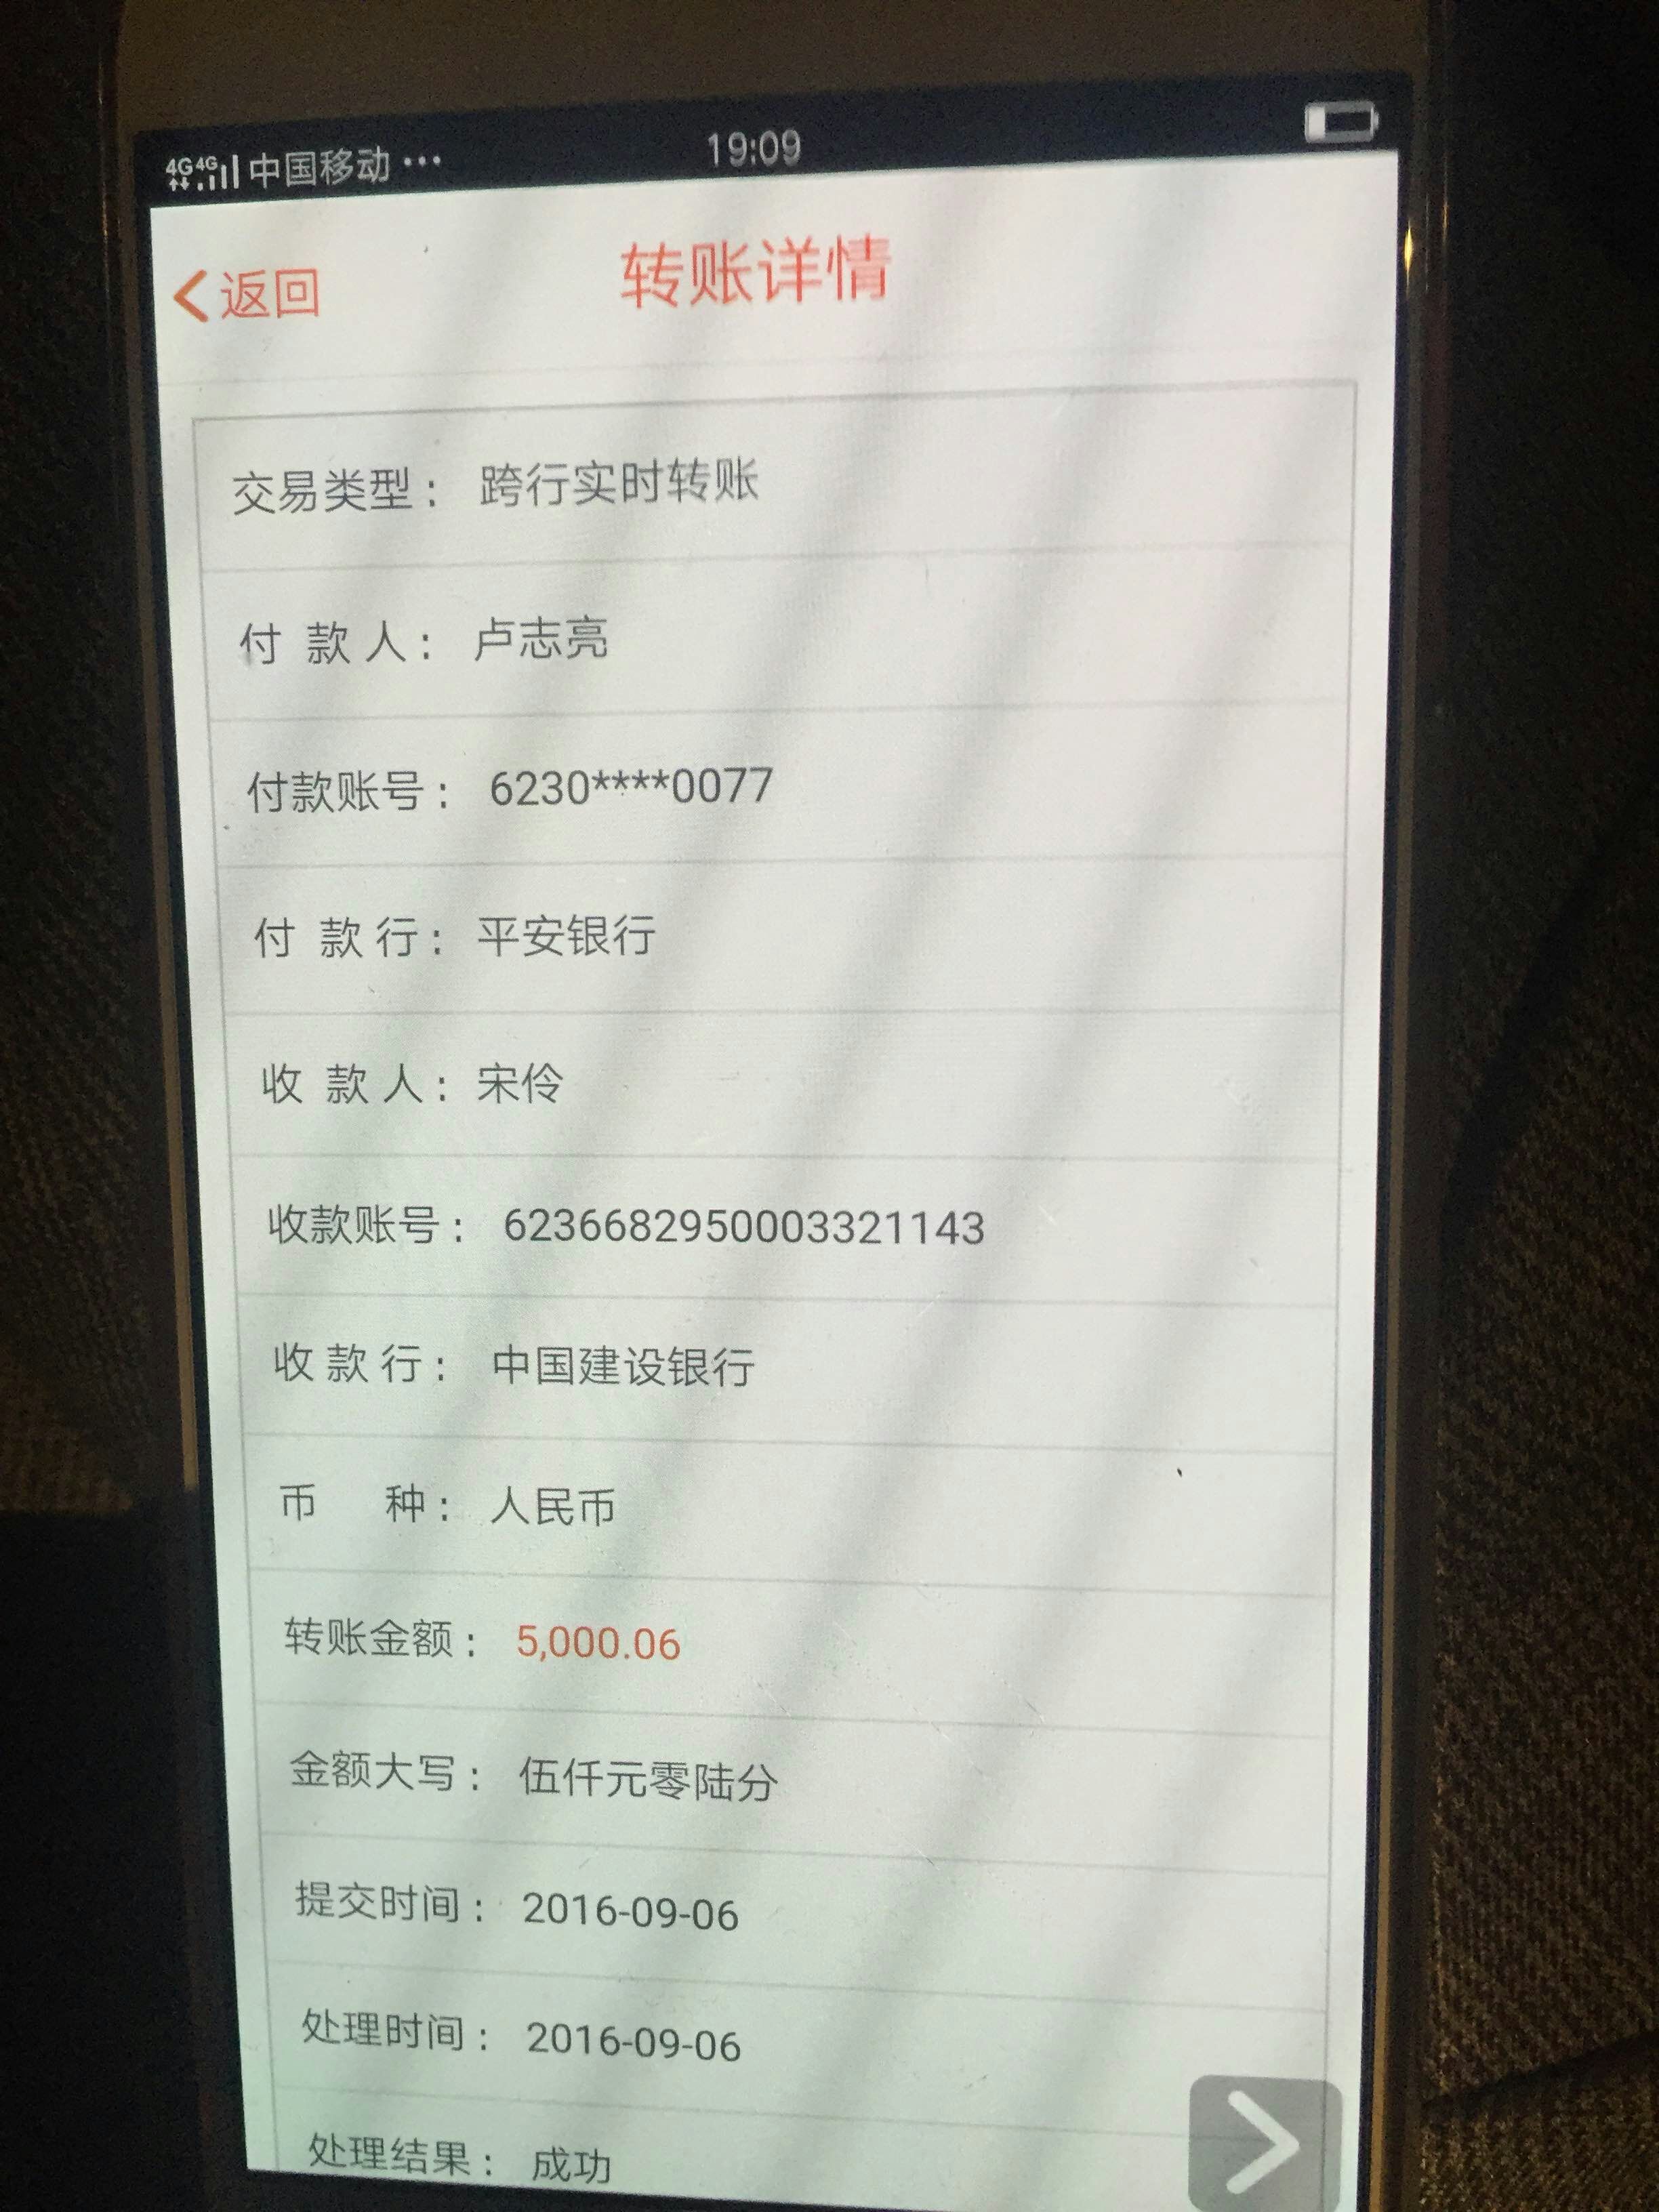 4G 4G 中国移动 ··· 19:09
返回 转账详情
交易类型： 跨行实时转账
付 款 人： 卢志亮
付款账号： 6230****0077
付 款 行： 平安银行
收 款 人： 宋伶
收款账号： 6236682950003321143
收 款 行： 中国建设银行
币 种： 人民币
转账金额： 5,000.06
金额大写： 伍仟元零陆分
提交时间： 2016-09-06
处理时间： 2016-09-06
处理结果： 成功